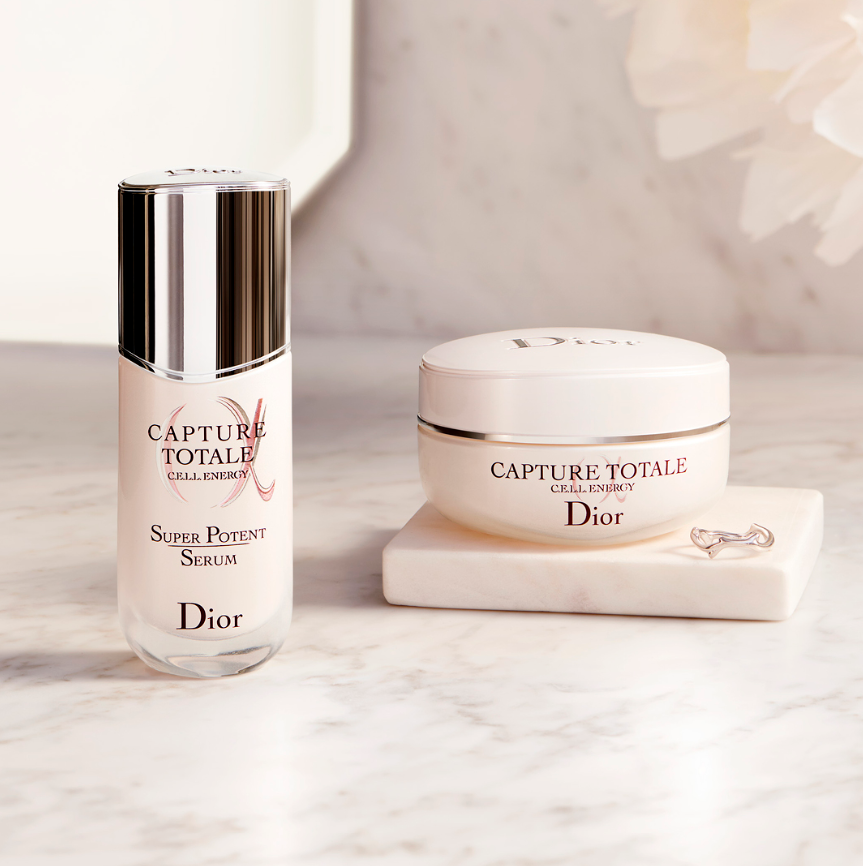 Dior
CAPTURE
TOTALE
C.E.L.L. ENERGY
SUPER POTENT
SERUM
Dior
Dior
CAPTURE TOTALE
C.E.L.L. ENERGY
Dior